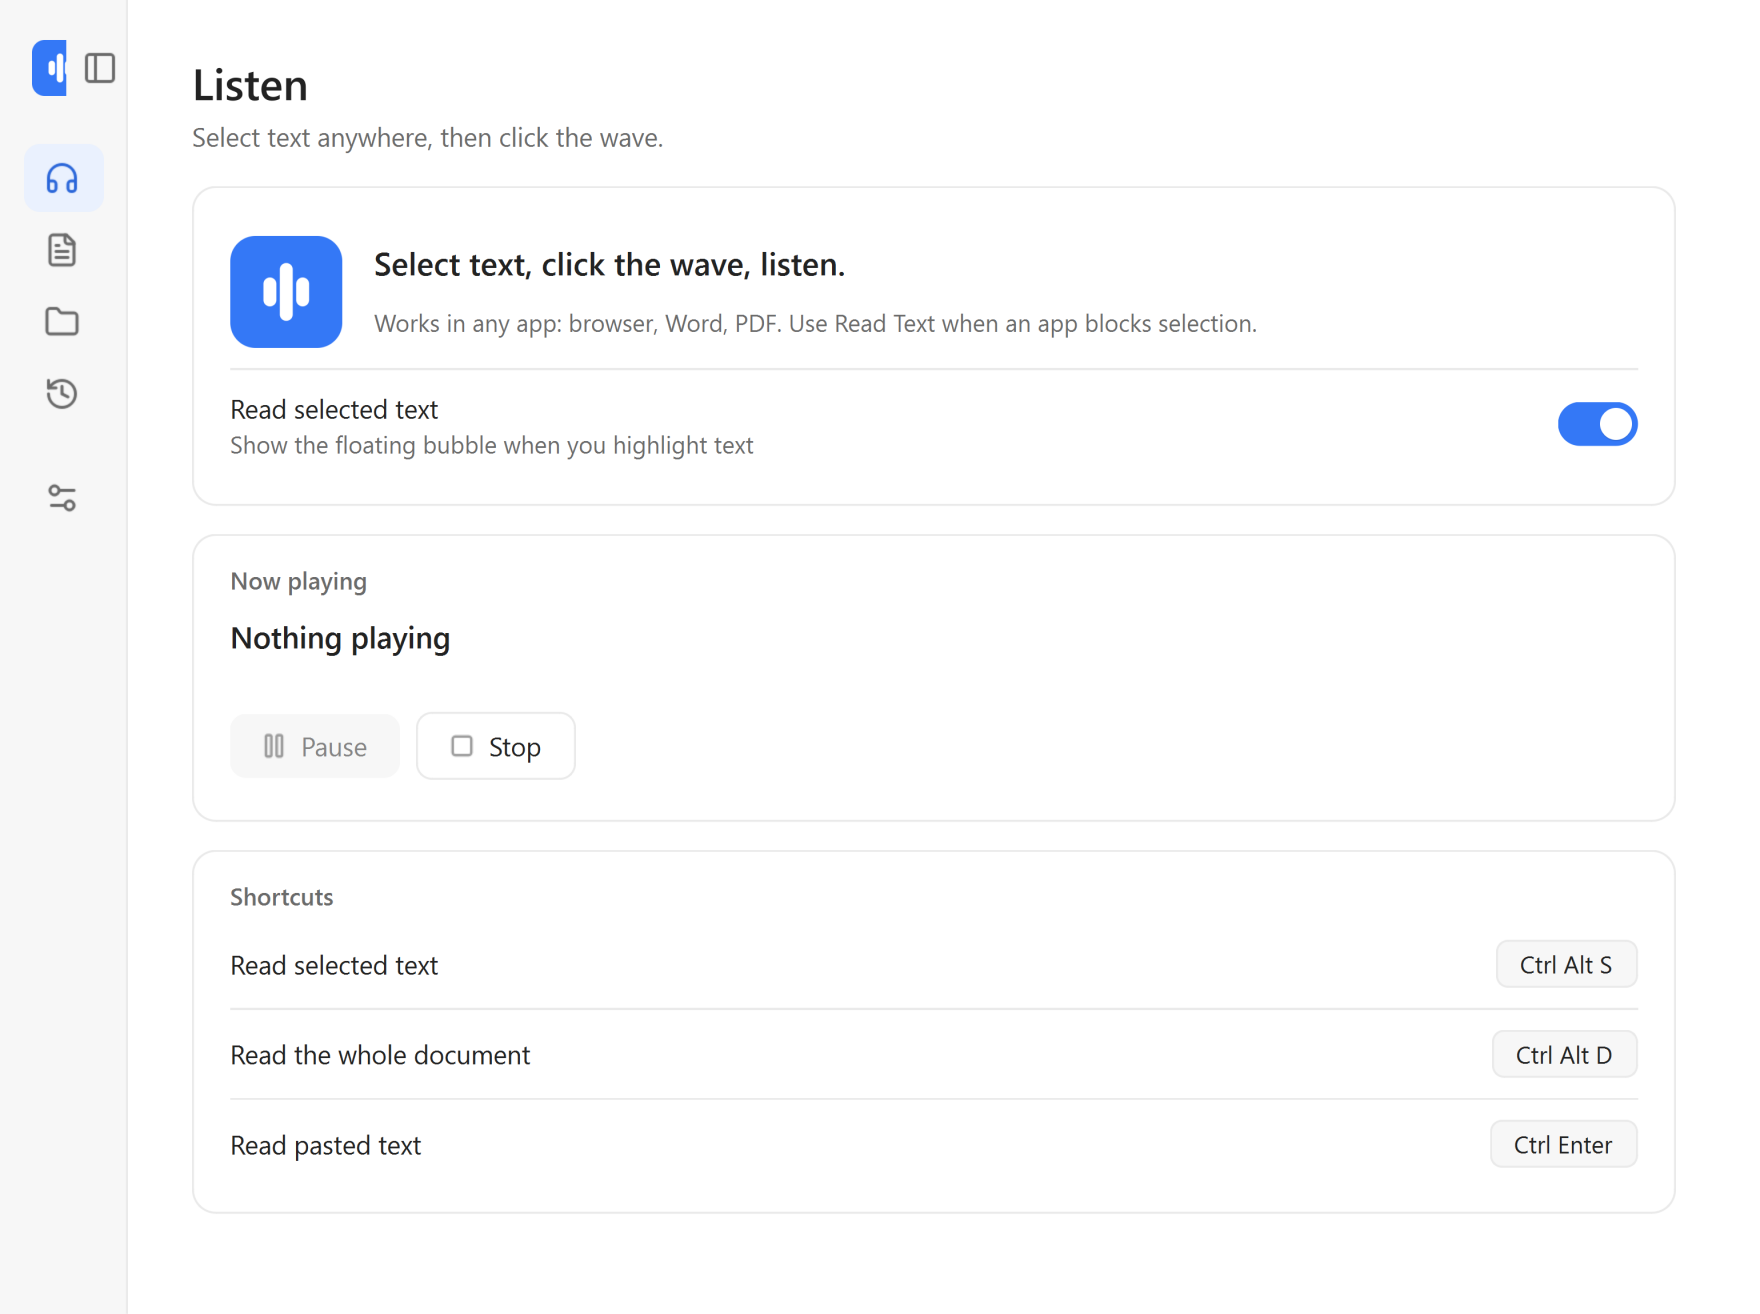 Listen
Select text anywhere, then click the wave.
Select text, click the wave, listen.
Works in any app: browser, Word, PDF. Use Read Text when an app blocks selection.
Read selected text
Show the floating bubble when you highlight text
Now playing
Nothing playing
Pause
Stop
Shortcuts
Read selected text
Ctrl Alt S
Read the whole document
Ctrl Alt D
Read pasted text
Ctrl Enter